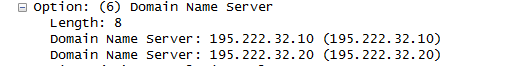 Option: (6) Domain Name Server
Length: 8
Domain Name Server: 195.222.32.10 (195.222.32.10)
Domain Name Server: 195.222.32.20 (195.222.32.20)